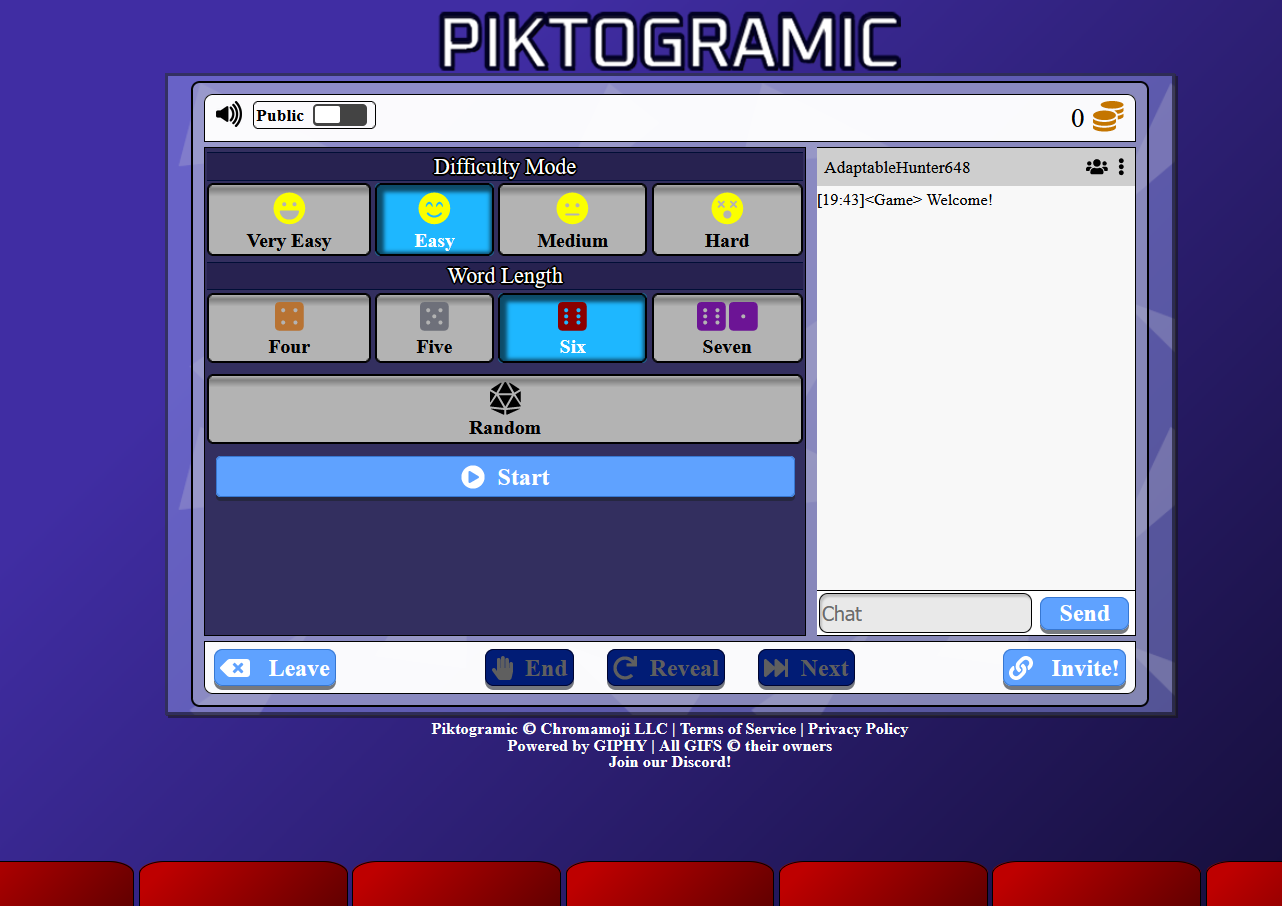 PIKTOGRAMIC
Public
0
Difficulty Mode
Very Easy Easy Medium Hard
Word Length
Four Five Six Seven
Random
Start
AdaptableHunter648
[19:43]<Game> Welcome!
Chat Send
Leave End Reveal Next Invite!
Piktogramic © Chromamoji LLC | Terms of Service | Privacy Policy
Powered by GIPHY | All GIFS © their owners
Join our Discord!